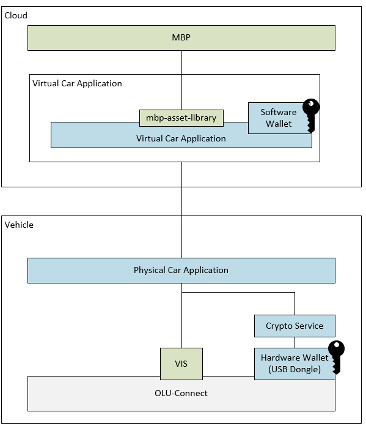 Cloud
MBP
Virtual Car Application
mbp-asset-library
Software
Wallet
Virtual Car Application
Vehicle
Physical Car Application
Crypto Service
VIS
Hardware Wallet
(USB Dongle)
OLU-Connect